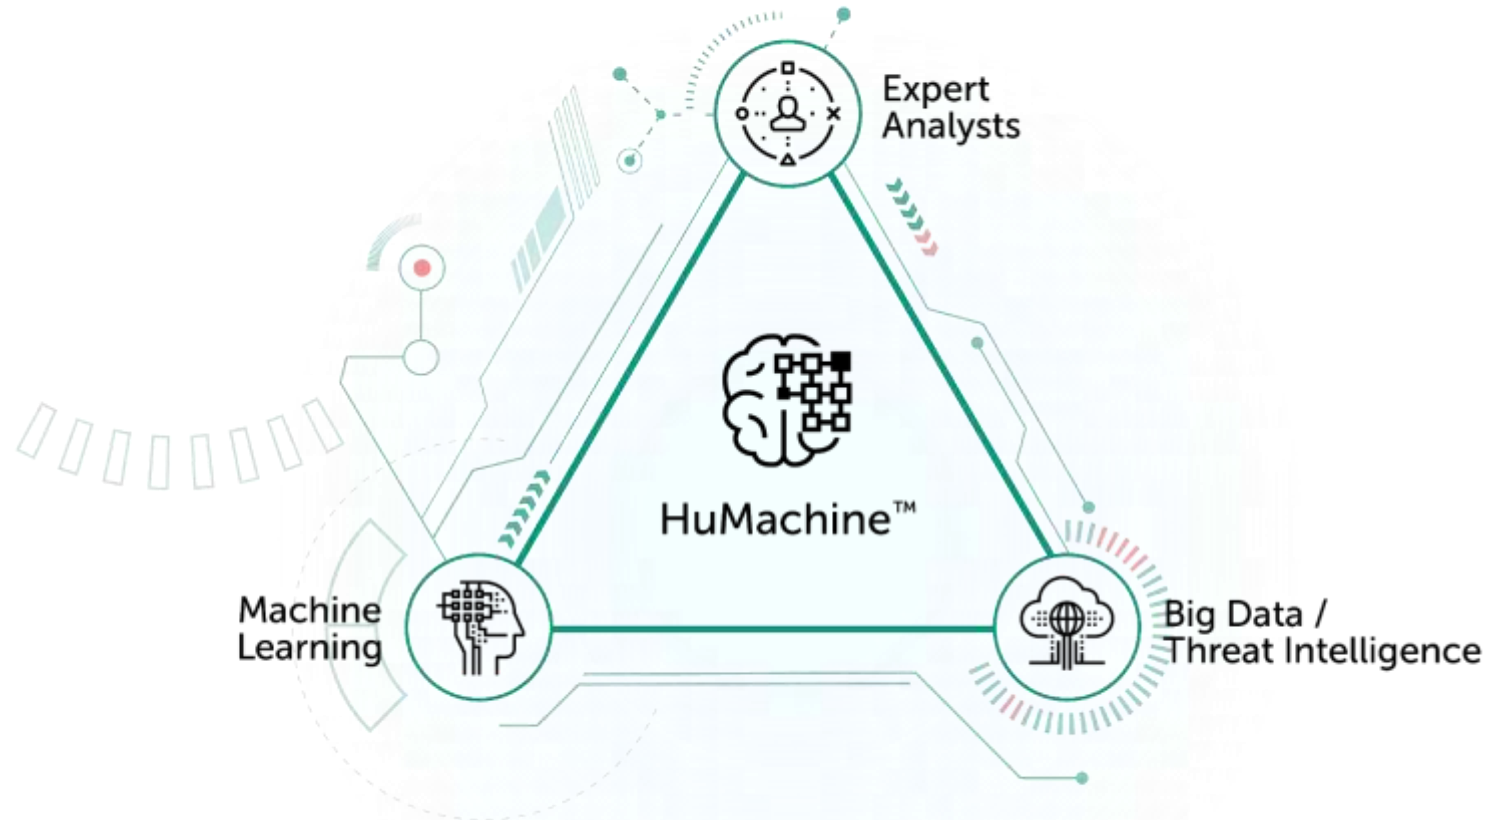 Expert
Analysts
HuMachine™
Machine
Learning
Big Data /
Threat Intelligence